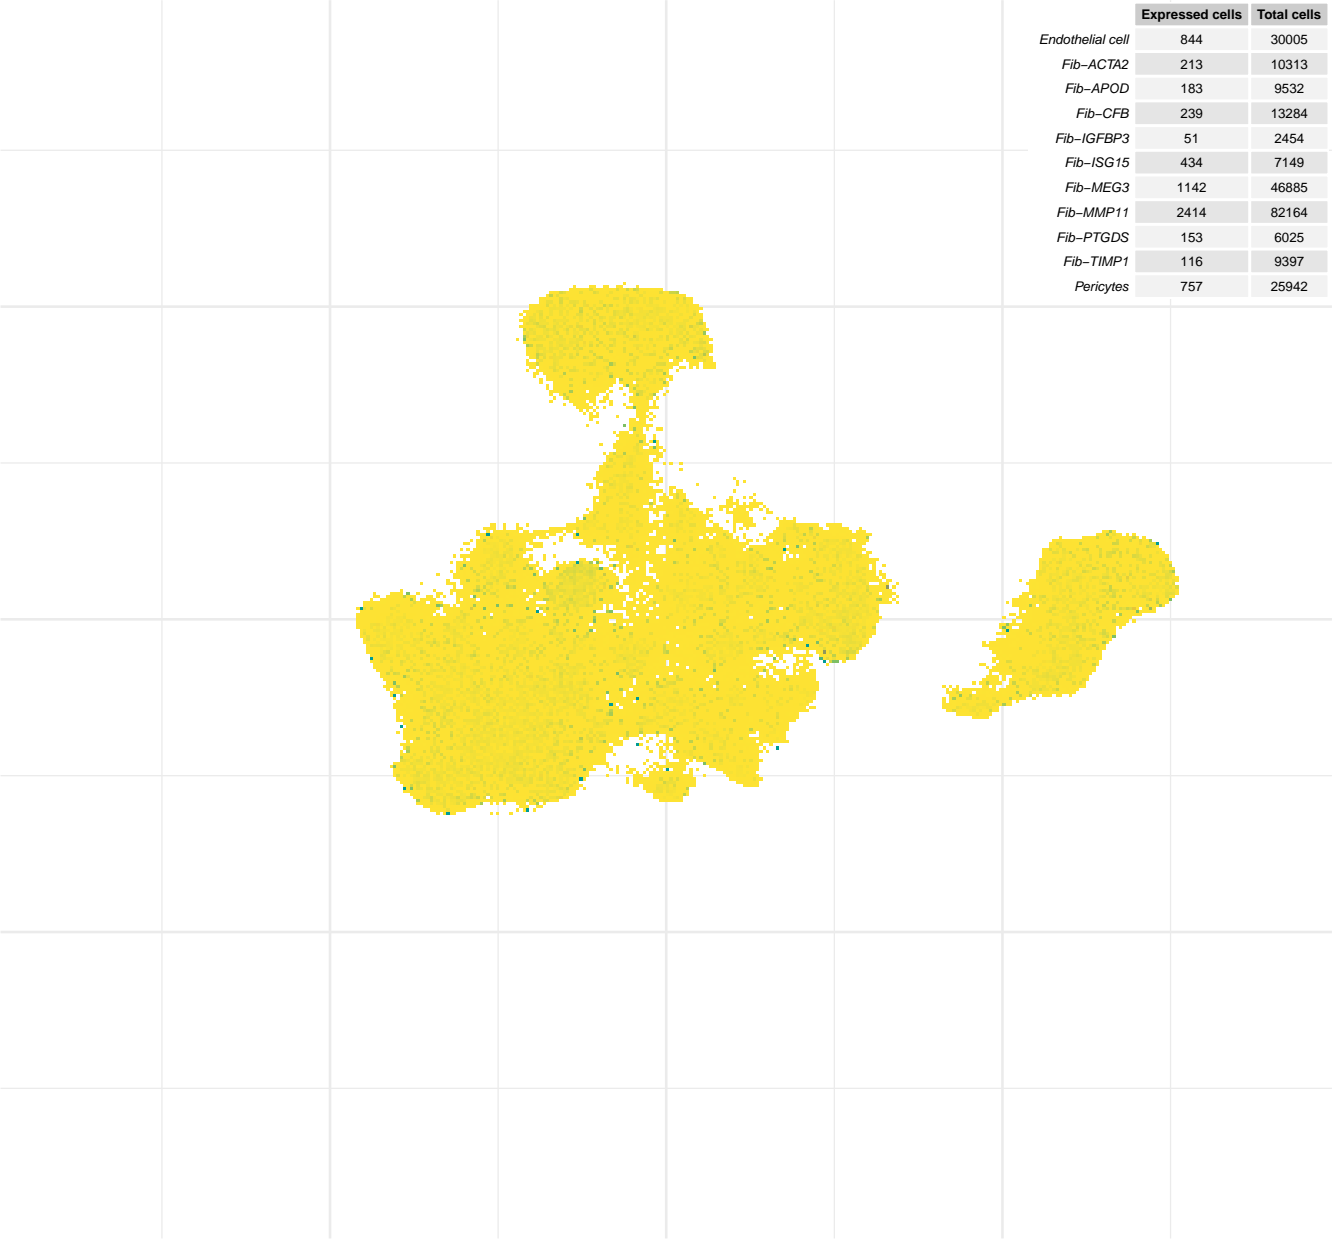 Expressed cells Total cells
Endothelial cell 844 30005
Fib−ACTA2 213 10313
Fib−APOD 183 9532
Fib−CFB 239 13284
Fib−IGFBP3 51 2454
Fib−ISG15 434 7149
Fib−MEG3 1142 46885
Fib−MMP11 2414 82164
Fib−PTGDS 153 6025
Fib−TIMP1 116 9397
Pericytes 757 25942